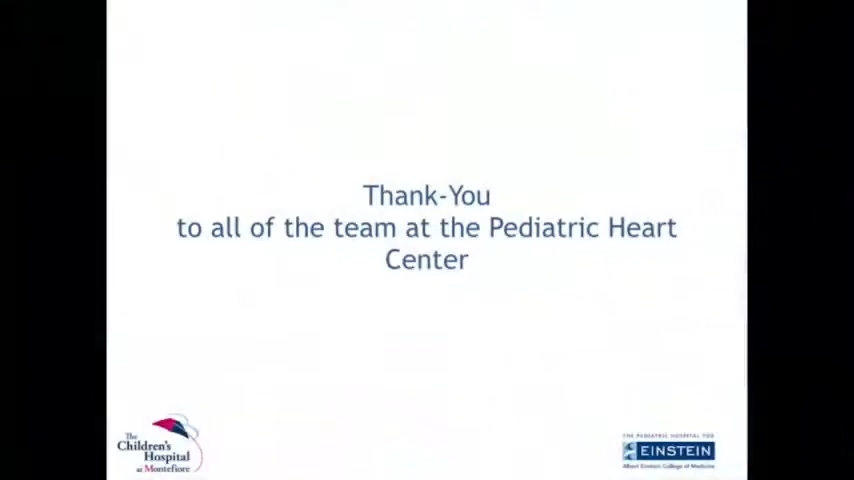 Thank-You
to all of the team at the Pediatric Heart
Center
The
Children's
Hospital
at Montefiore
THE PEDIATRIC HOSPITAL FOR
EINSTEIN
Albert Einstein College of Medicine